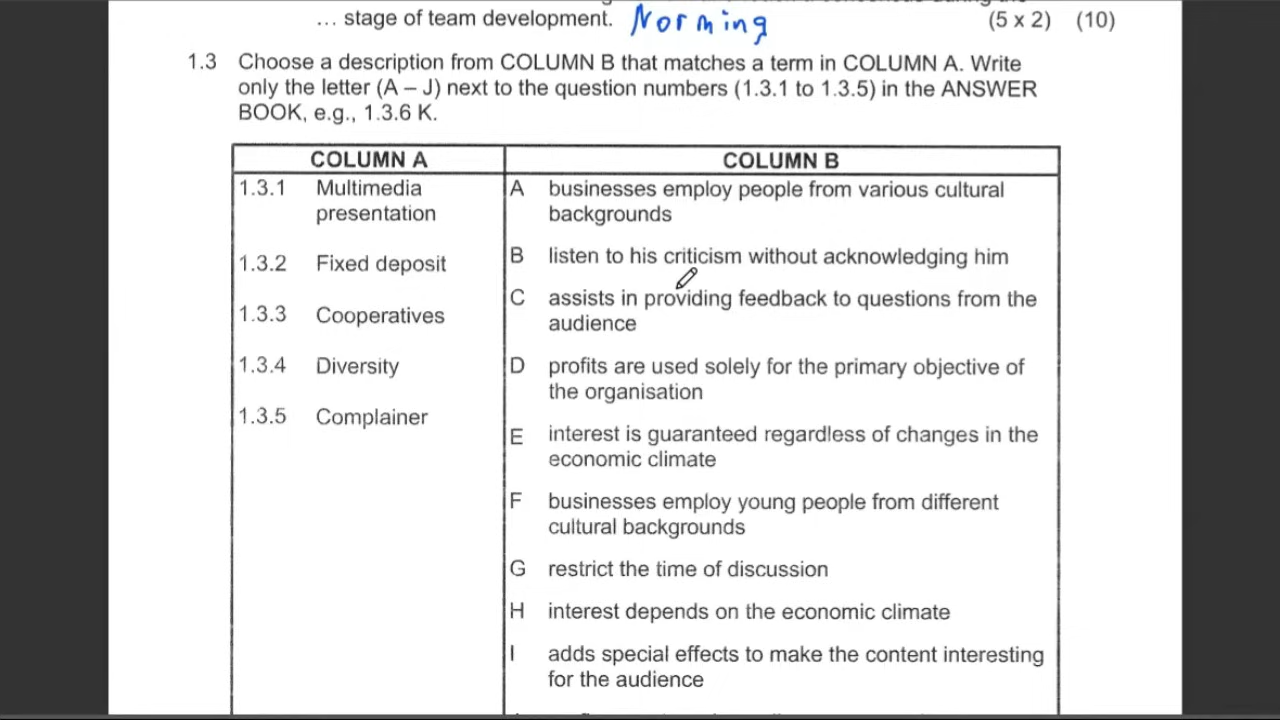 ... stage of team development. Norming (5 x 2) (10)
1.3 Choose a description from COLUMN B that matches a term in COLUMN A. Write
only the letter (A – J) next to the question numbers (1.3.1 to 1.3.5) in the ANSWER
BOOK, e.g., 1.3.6 K.
COLUMN A COLUMN B
1.3.1 Multimedia
presentation
1.3.2 Fixed deposit
1.3.3 Cooperatives
1.3.4 Diversity
1.3.5 Complainer
A businesses employ people from various cultural
backgrounds
B listen to his criticism without acknowledging him
C assists in providing feedback to questions from the
audience
D profits are used solely for the primary objective of
the organisation
E interest is guaranteed regardless of changes in the
economic climate
F businesses employ young people from different
cultural backgrounds
G restrict the time of discussion
H interest depends on the economic climate
I adds special effects to make the content interesting
for the audience